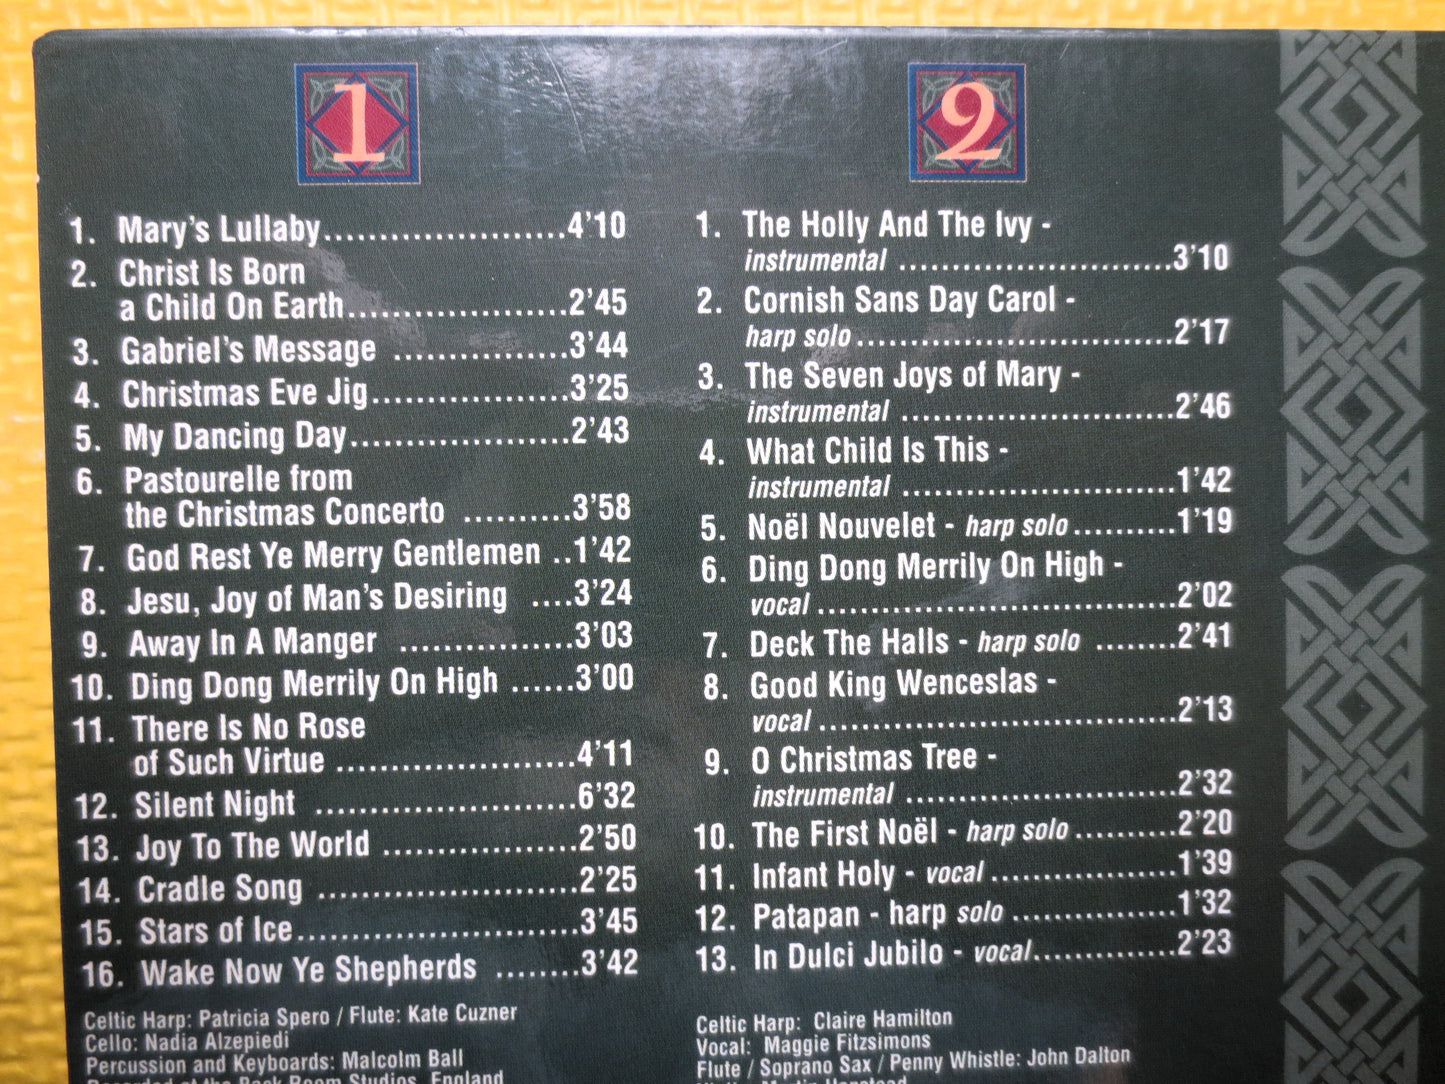 1
1. Mary's Lullaby......................4'10
2. Christ Is Born
a Child On Earth....................2'45
3. Gabriel's Message ................3'44
4. Christmas Eve Jig..................3'25
5. My Dancing Day....................2'43
6. Pastourelle from
the Christmas Concerto ..........3'58
7. God Rest Ye Merry Gentlemen ..1'42
8. Jesu, Joy of Man's Desiring ....3'24
9. Away In A Manger ................3'03
10. Ding Dong Merrily On High ......3'00
11. There Is No Rose
of Such Virtue ......................4'11
12. Silent Night ........................6'32
13. Joy To The World ..................2'50
14. Cradle Song ........................2'25
15. Stars of Ice..........................3'45
16. Wake Now Ye Shepherds ........3'42
Celtic Harp: Patricia Spero / Flute: Kate Cuzner
Cello: Nadia Alzepiedi
Percussion and Keyboards: Malcolm Ball
Recorded at the Back Room Studios, England
2
1. The Holly And The Ivy -
instrumental ..........................3'10
2. Cornish Sans Day Carol -
harp solo..............................2'17
3. The Seven Joys of Mary -
instrumental ..........................2'46
4. What Child Is This -
instrumental ..........................1'42
5. Noël Nouvelet - harp solo..........1'19
6. Ding Dong Merrily On High -
vocal ..................................2'02
7. Deck The Halls - harp solo ........2'41
8. Good King Wenceslas -
vocal ..................................2'13
9. O Christmas Tree -
instrumental ..........................2'32
10. The First Noël - harp solo ..........2'20
11. Infant Holy - vocal ..................1'39
12. Patapan - harp solo ................1'32
13. In Dulci Jubilo - vocal..............2'23
Celtic Harp: Claire Hamilton
Vocal: Maggie Fitzsimons
Flute / Soprano Sax / Penny Whistle: John Dalton